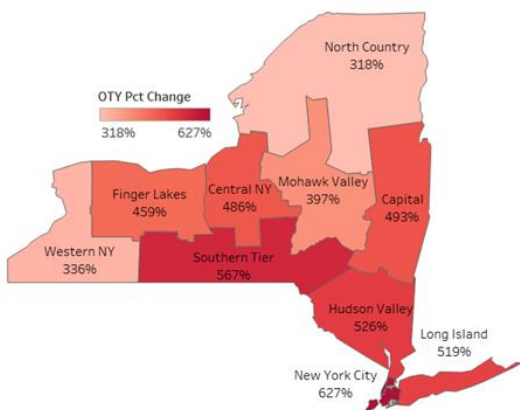 North Country
318%
OTY Pct Change
318%
627%
Finger Lakes
459%
Central NY
486%
Mohawk Valley
397%
Capital
493%
Western NY
336%
Southern Tier
567%
Hudson Valley
526%
Long Island
519%
New York City
627%